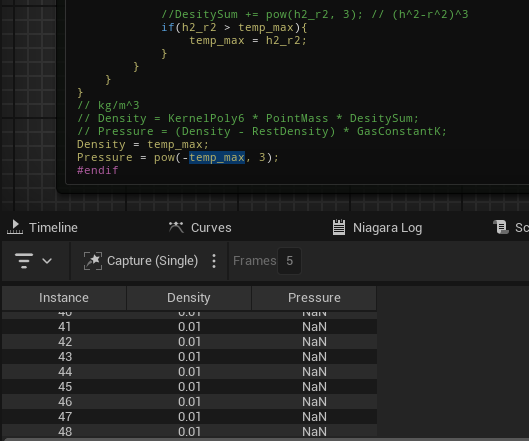 //DesitySum += pow(h2_r2, 3); // (h^2-r^2)^3
if(h2_r2 > temp_max){
temp_max = h2_r2;
}
}
}
}
// kg/m^3
// Density = KernelPoly6 * PointMass * DesitySum;
// Pressure = (Density - RestDensity) * GasConstantK;
Density = temp_max;
Pressure = pow(-temp_max, 3);
#endif
Timeline Curves Niagara Log Sc
Capture (Single) Frames 5
Instance Density Pressure
40 0.01 NaN
41 0.01 NaN
42 0.01 NaN
43 0.01 NaN
44 0.01 NaN
45 0.01 NaN
46 0.01 NaN
47 0.01 NaN
48 0.01 NaN